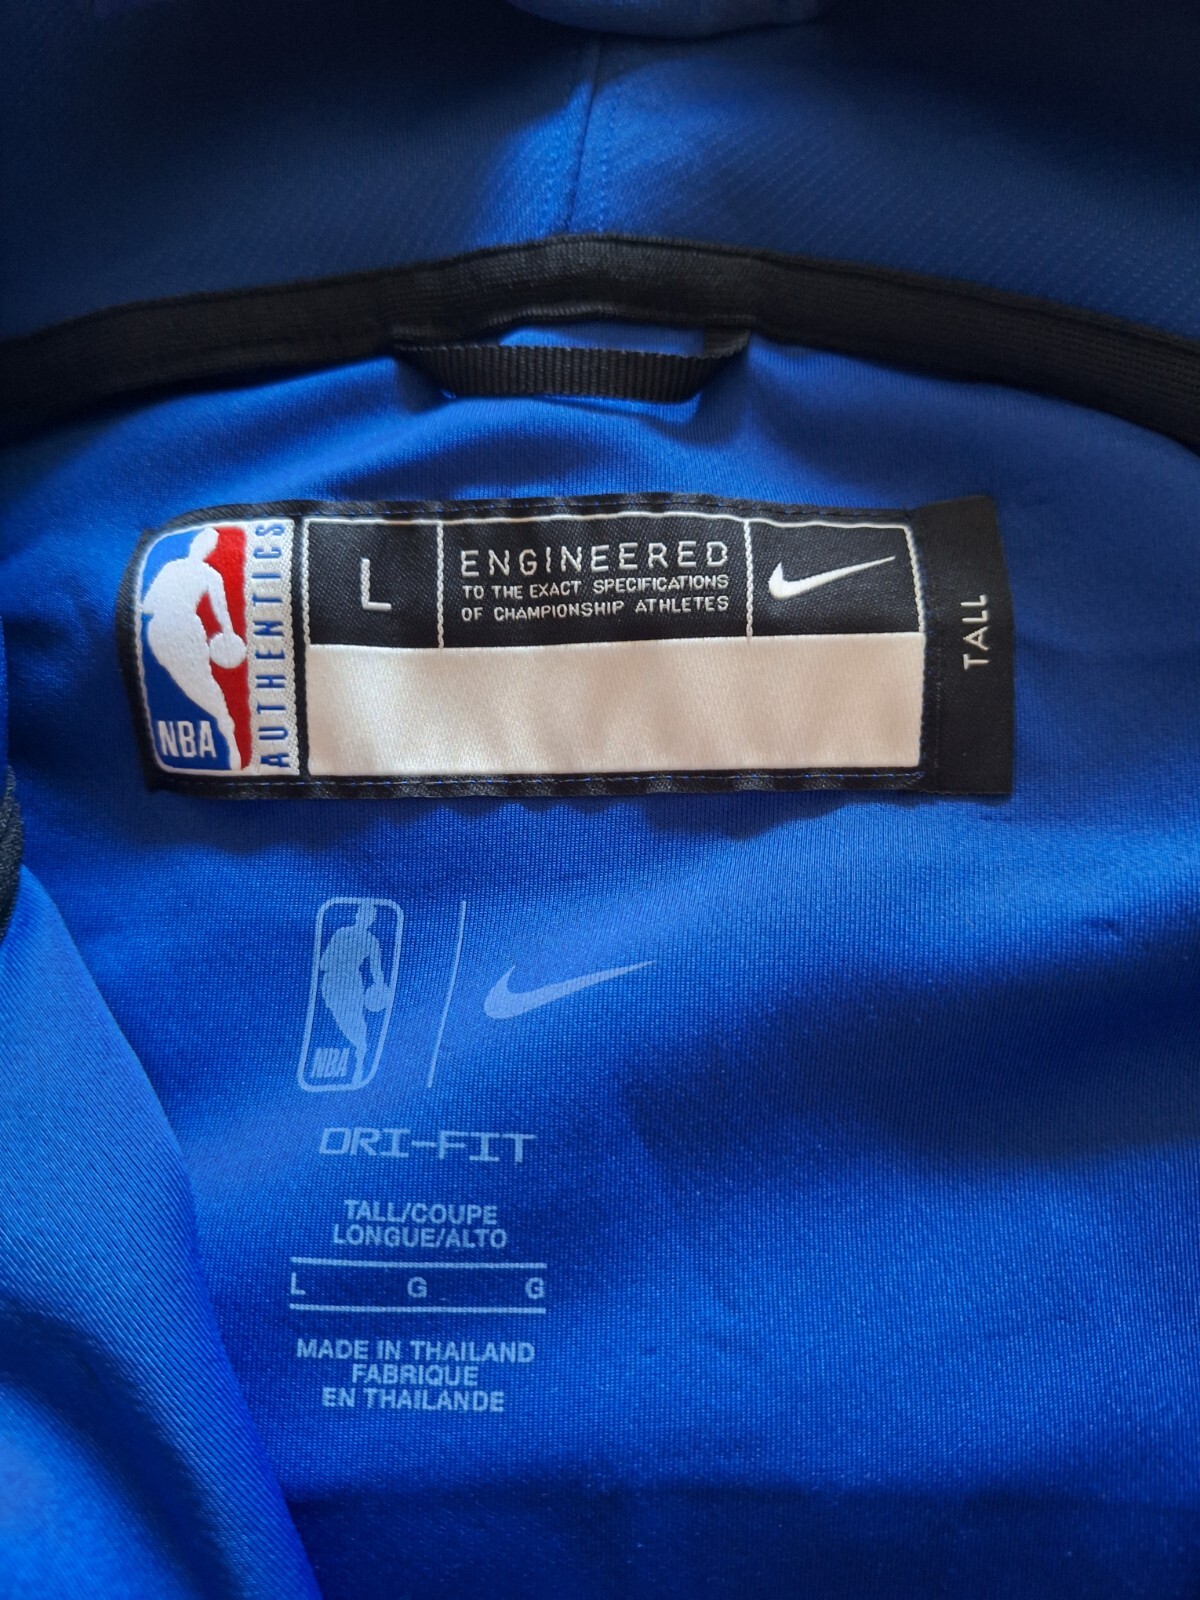 NBA
AUTHENTICS
L
ENGINEERED
TO THE EXACT SPECIFICATIONS
OF CHAMPIONSHIP ATHLETES
TALL
NBA
DRI-FIT
TALL/COUPE
LONGUE/ALTO
L G G
MADE IN THAILAND
FABRIQUE
EN THAILANDE